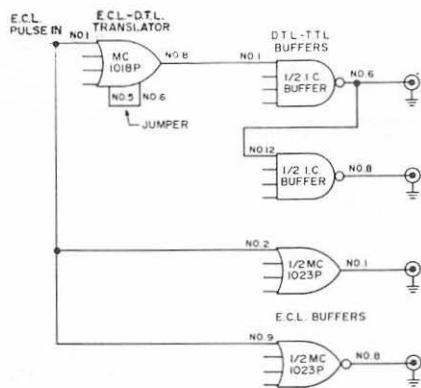 E.C.L.
PULSE IN
NO.1
E.C.L.-D.T.L.
TRANSLATOR
MC
1018P
NO.8
NO.5
NO.6
JUMPER
DTL-TTL
BUFFERS
NO.1
1/2 I.C.
BUFFER
NO.6
NO.12
1/2 I.C.
BUFFER
NO.8
NO.2
1/2 MC
1023P
NO.1
E.C.L. BUFFERS
NO.9
1/2 MC
1023P
NO.8